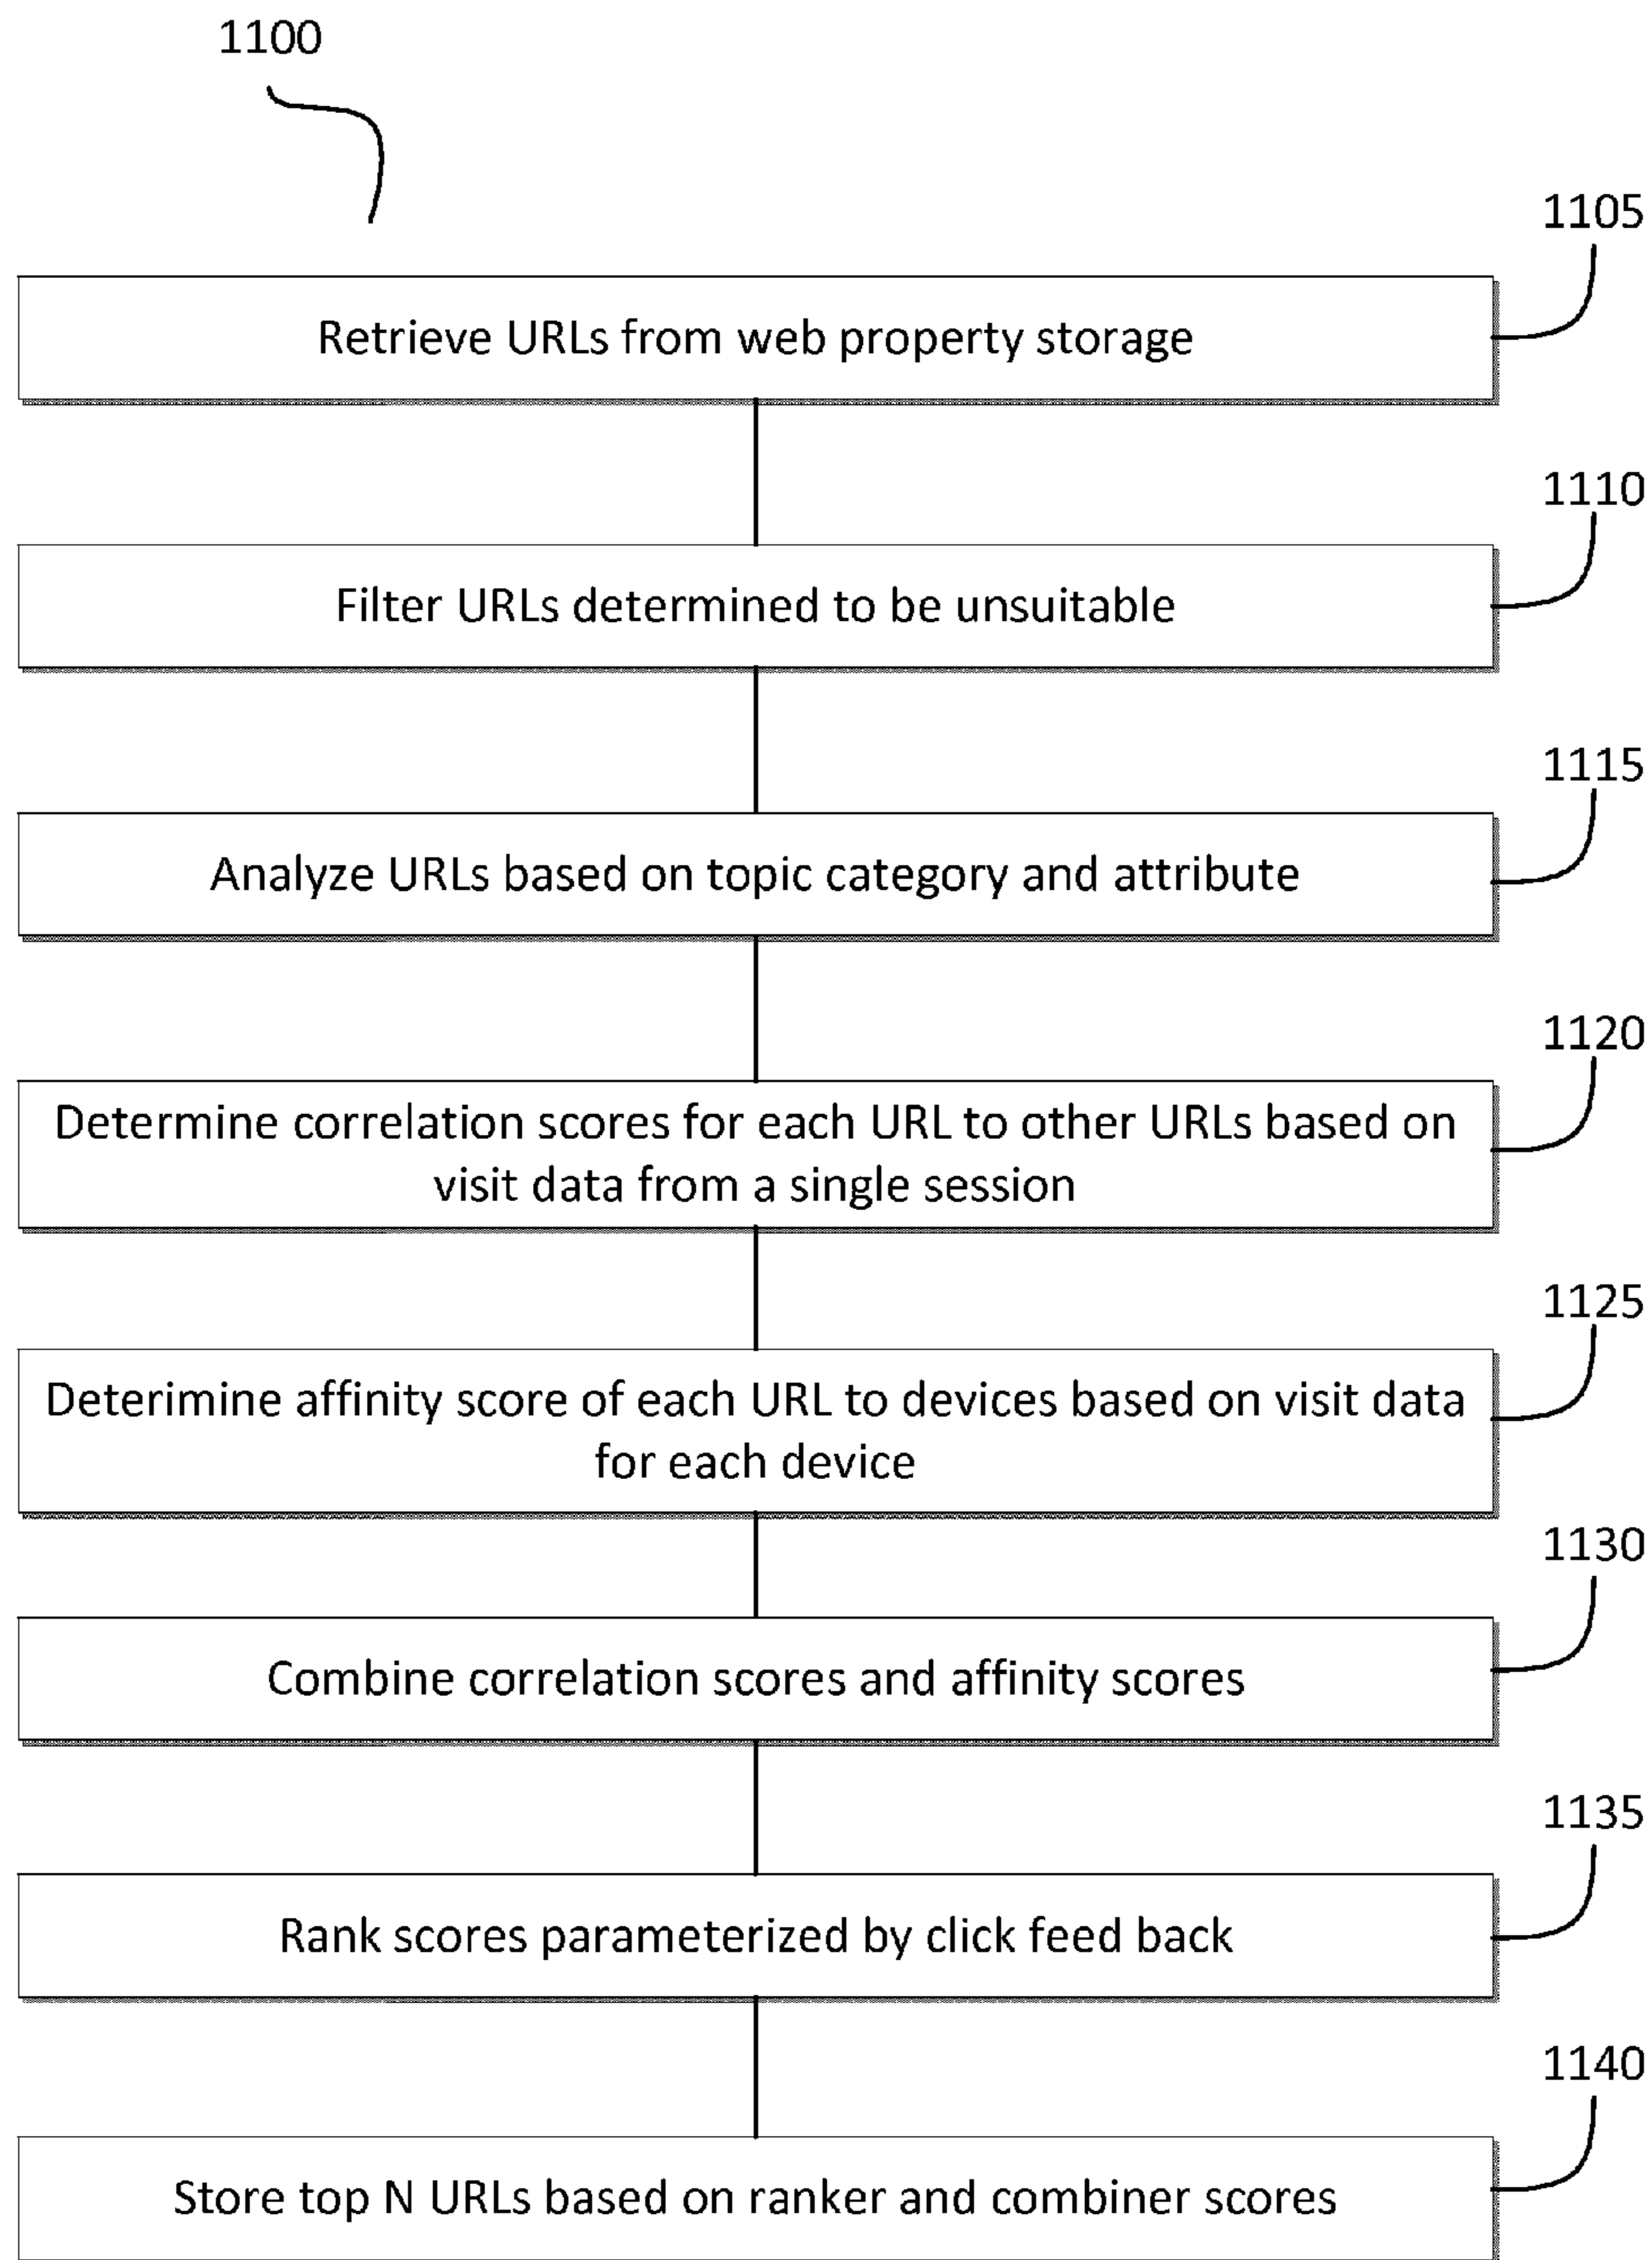 1100
1105
Retrieve URLs from web property storage
1110
Filter URLs determined to be unsuitable
1115
Analyze URLs based on topic category and attribute
1120
Determine correlation scores for each URL to other URLs based on
visit data from a single session
1125
Deterimine affinity score of each URL to devices based on visit data
for each device
1130
Combine correlation scores and affinity scores
1135
Rank scores parameterized by click feed back
1140
Store top N URLs based on ranker and combiner scores